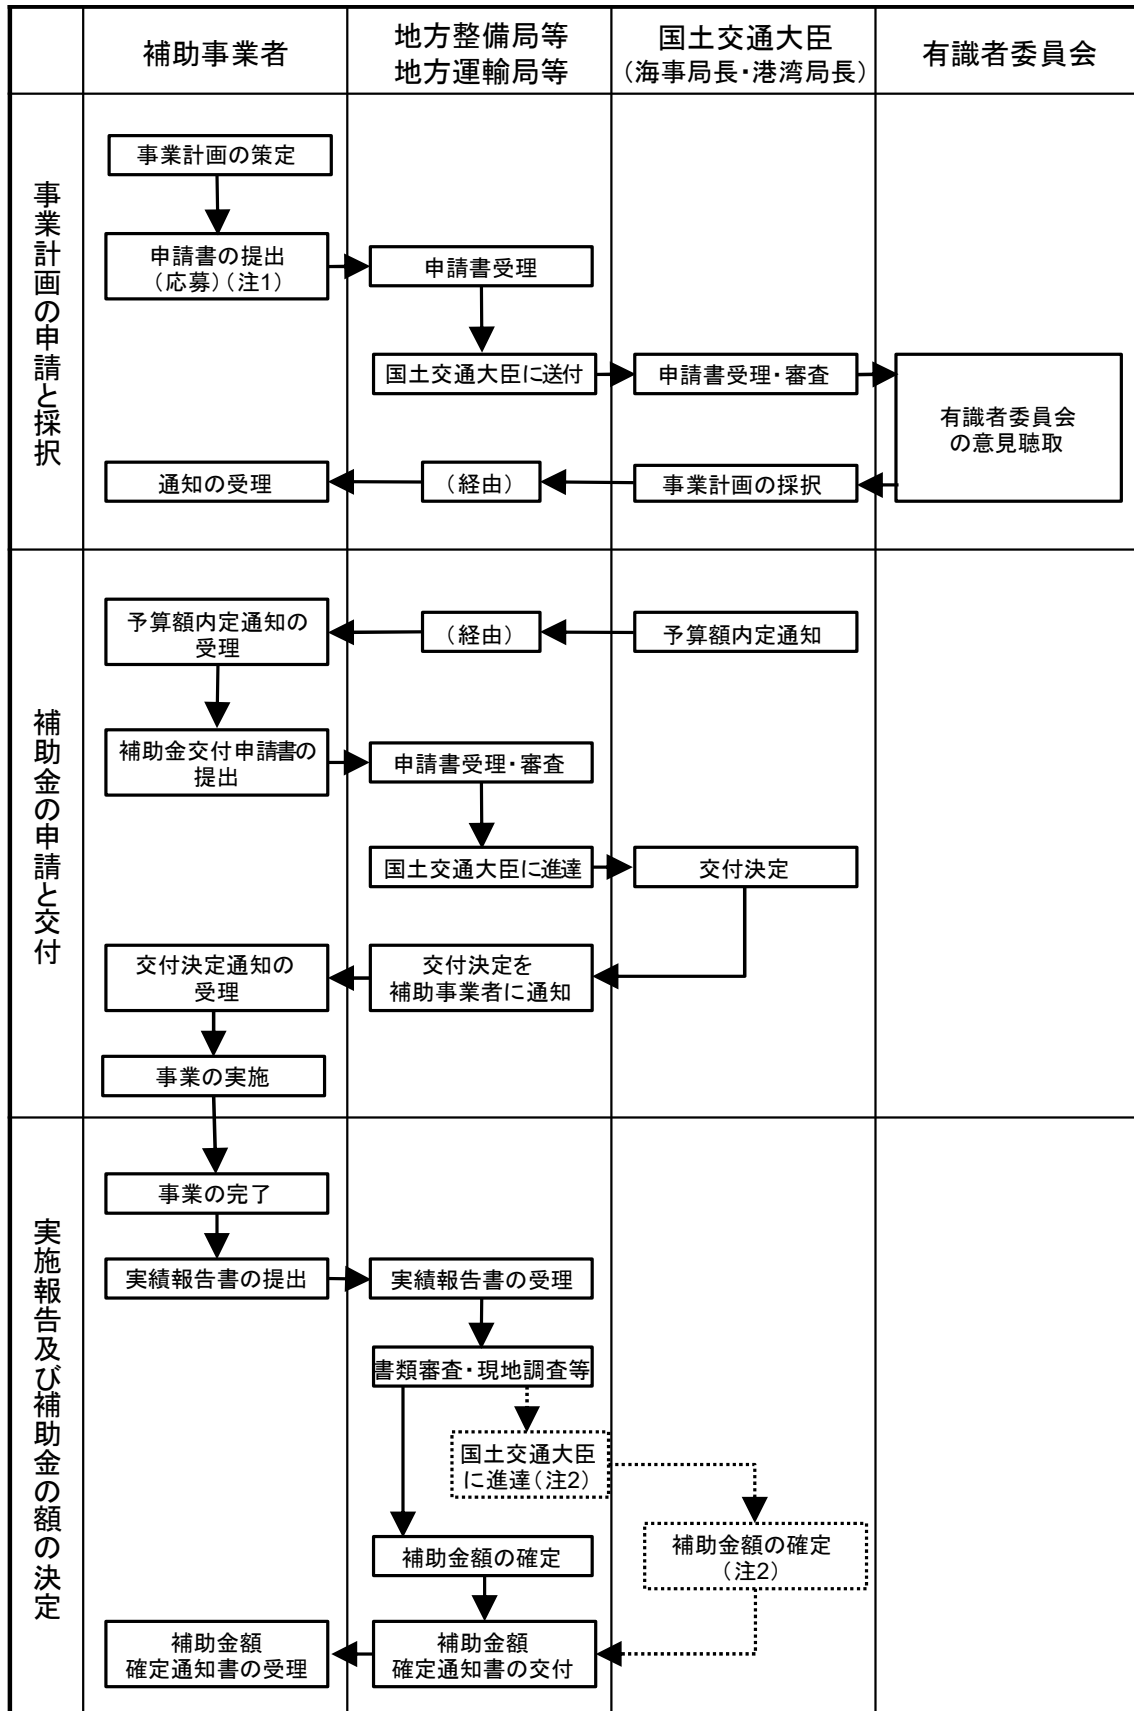 補助事業者
地方整備局等
地方運輸局等
国土交通大臣
（海事局長・港湾局長）
有識者委員会
事業計画の申請と採択
事業計画の策定
申請書の提出
（応募）（注1）
申請書受理
国土交通大臣に送付
申請書受理・審査
有識者委員会
の意見聴取
通知の受理
（経由）
事業計画の採択
補助金の申請と交付
予算額内定通知の
受理
（経由）
予算額内定通知
補助金交付申請書の
提出
申請書受理・審査
国土交通大臣に進達
交付決定
交付決定通知の
受理
交付決定を
補助事業者に通知
事業の実施
実施報告及び補助金の額の決定
事業の完了
実績報告書の提出
実績報告書の受理
書類審査・現地調査等
国土交通大臣
に進達（注2）
補助金額の確定
補助金額の確定
（注2）
補助金額
確定通知書の受理
補助金額
確定通知書の交付